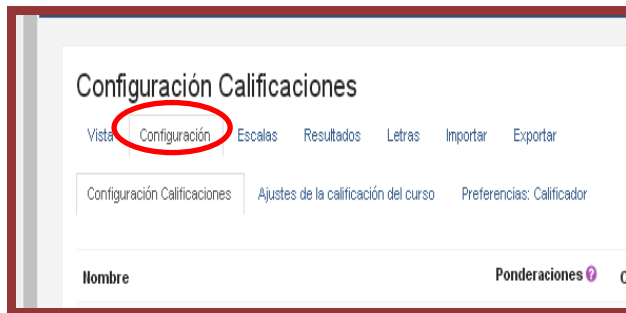 Configuración Calificaciones
Vista Configuración Escalas Resultados Letras Importar Exportar
Configuración Calificaciones Ajustes de la calificación del curso Preferencias: Calificador
Nombre Ponderaciones